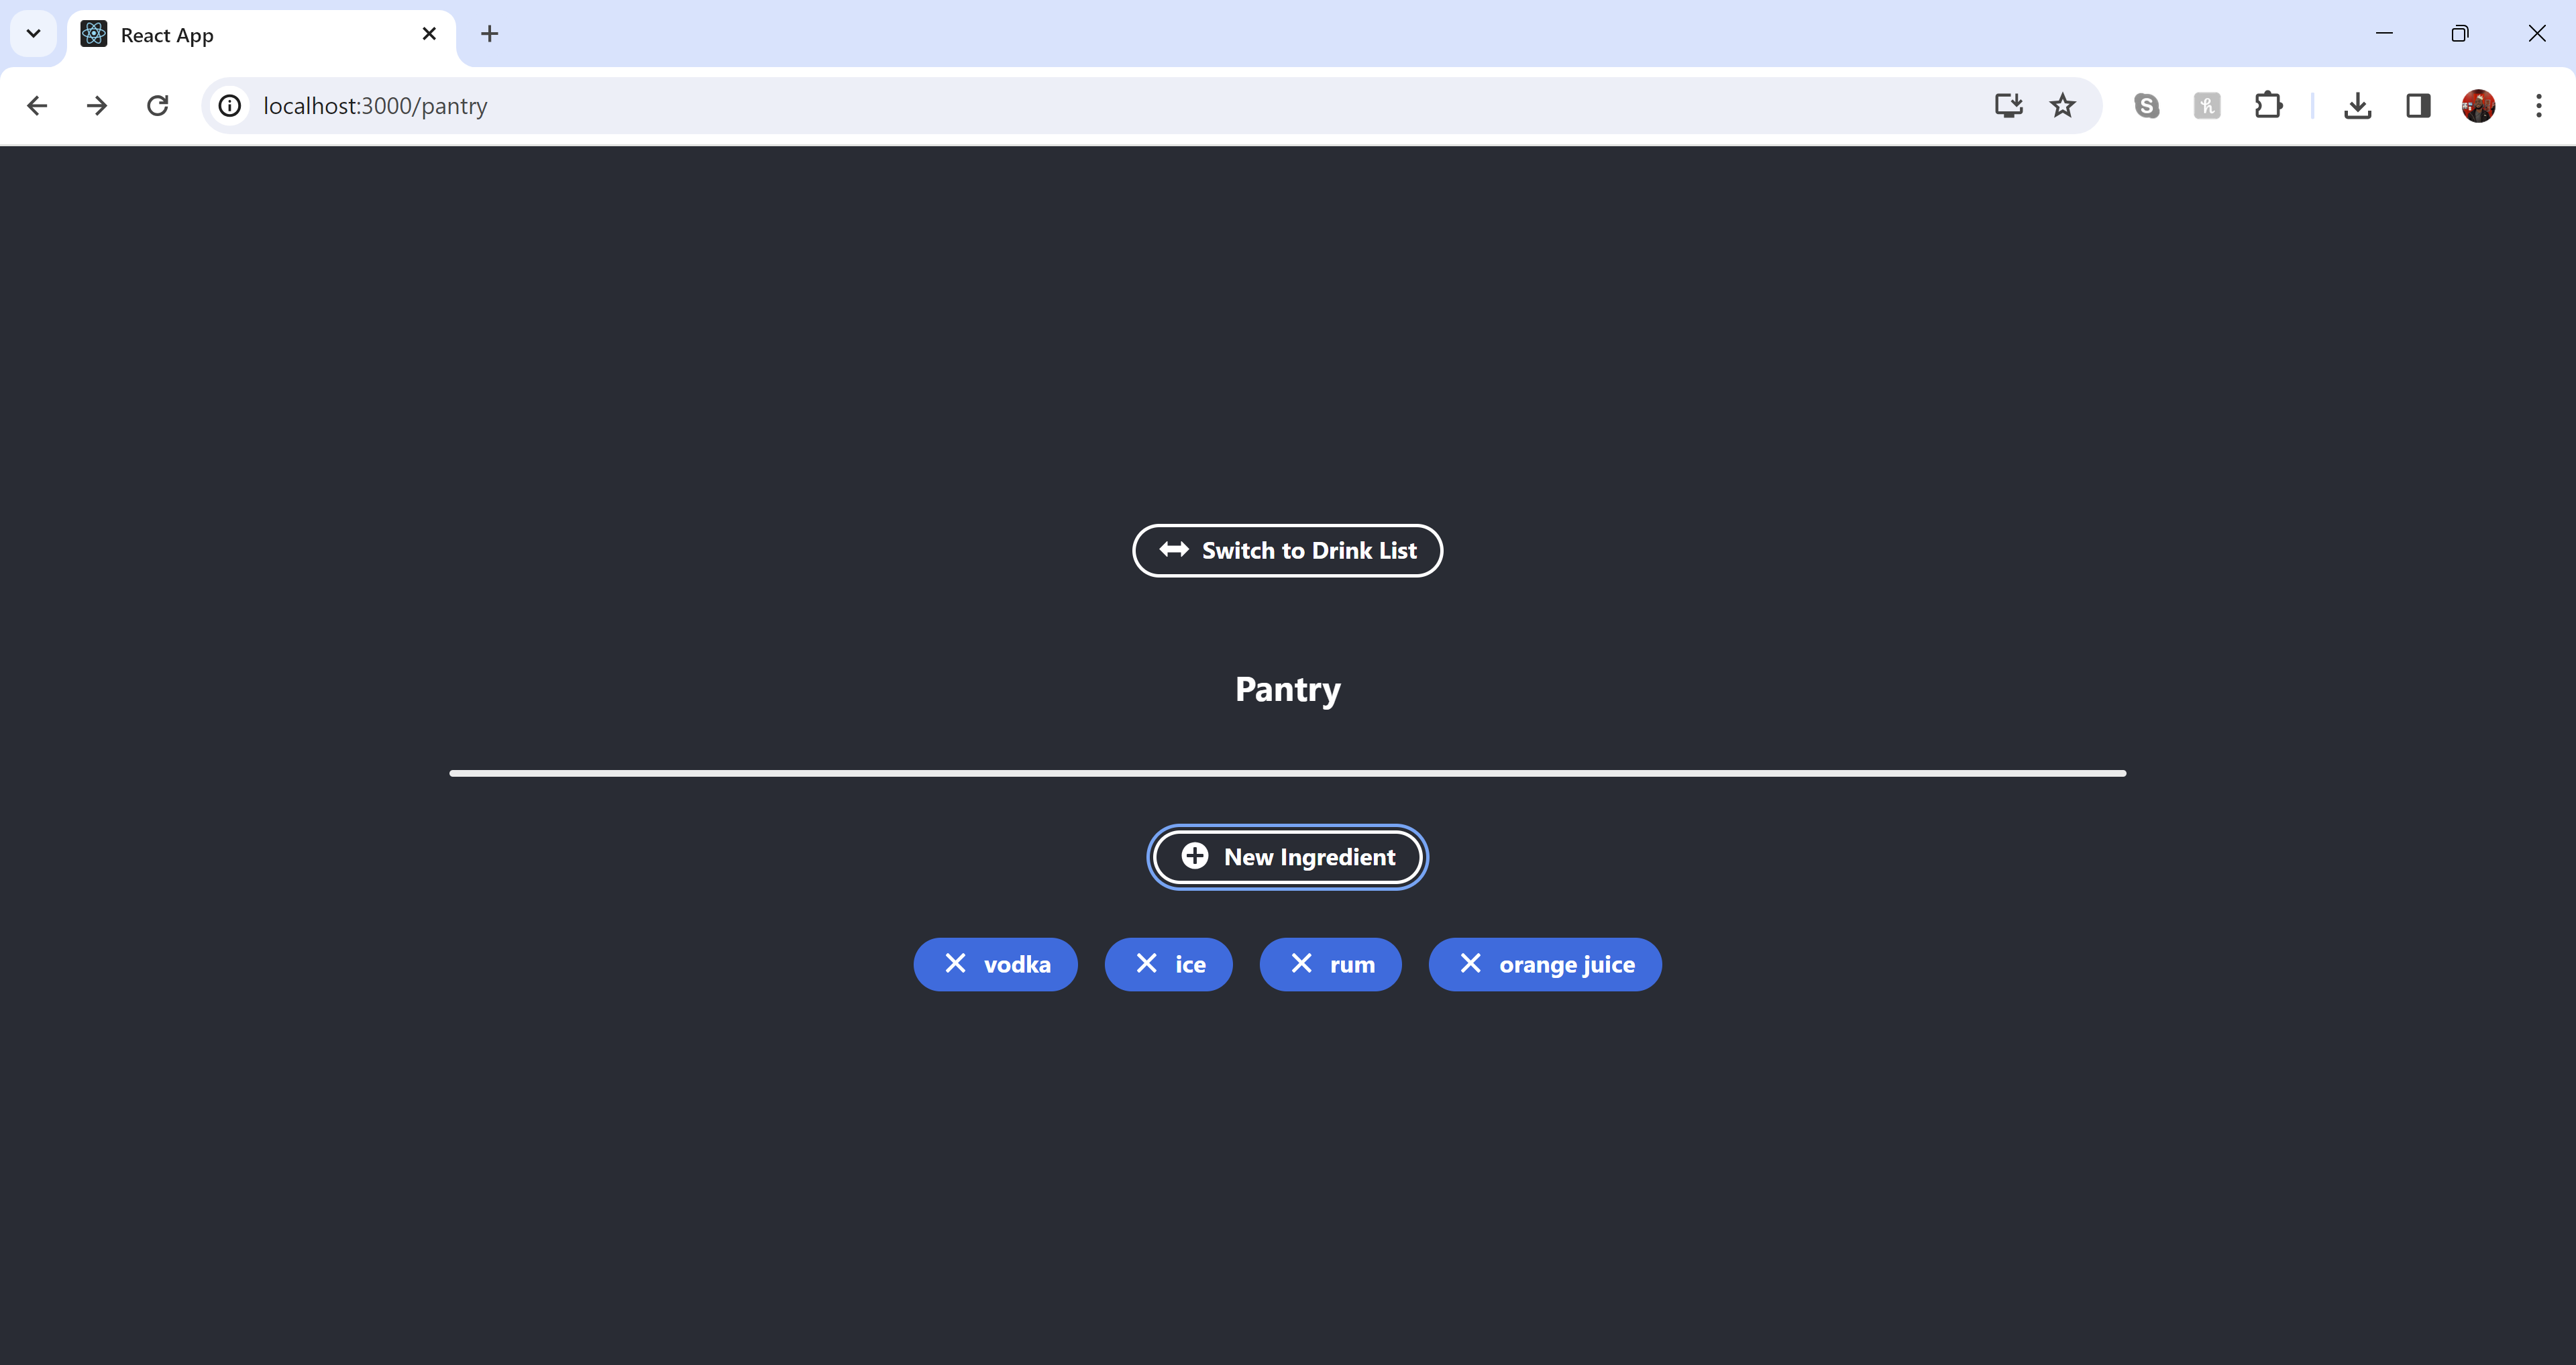 React App
localhost:3000/pantry
Switch to Drink List
Pantry
New Ingredient
vodka ice rum orange juice